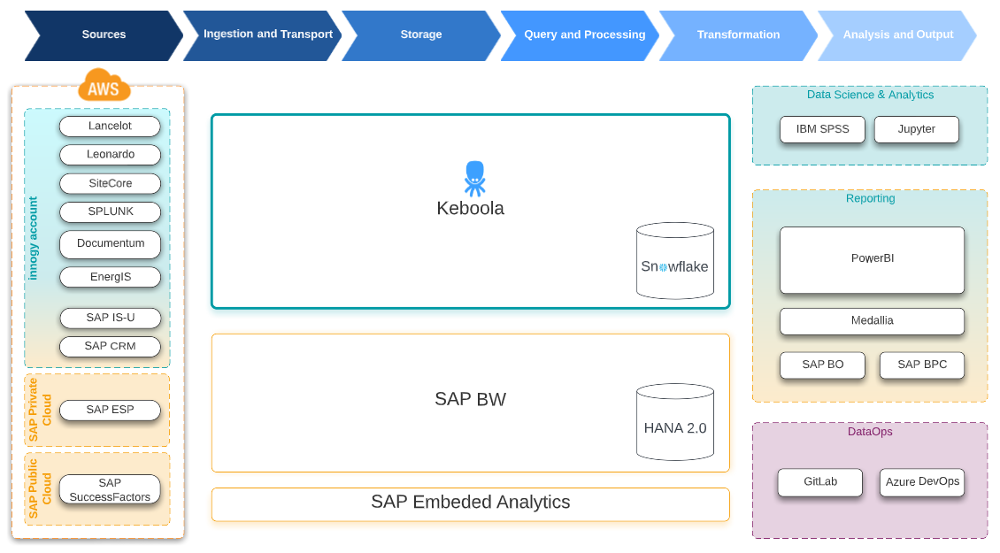 Sources
Ingestion and Transport
Storage
Query and Processing
Transformation
Analysis and Output
AWS
innogy account
Lancelot
Leonardo
SiteCore
SPLUNK
Documentum
EnergIS
SAP IS-U
SAP CRM
SAP Private
Cloud
SAP ESP
SAP Public
Cloud
SAP
SuccessFactors
Keboola
Snowflake
SAP BW
HANA 2.0
SAP Embeded Analytics
Data Science & Analytics
IBM SPSS
Jupyter
Reporting
PowerBI
Medallia
SAP BO
SAP BPC
DataOps
GitLab
Azure DevOps